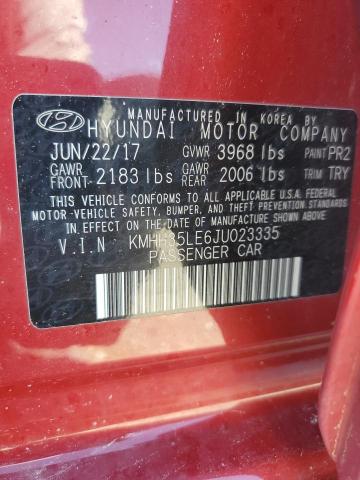 MANUFACTURED IN KOREA BY
HYUNDAI MOTOR COMPANY
JUN/22/17 GVWR 3968 lbs PAINT PR2
GAWR FRONT 2183 lbs GAWR REAR 2006 lbs TRIM TRY
THIS VEHICLE CONFORMS TO ALL APPLICABLE U.S.A. FEDERAL
MOTOR-VEHICLE SAFETY, BUMPER, AND THEFT PREVENTION STANDARDS
IN EFFECT ON THE DATE OF MANUFACTURE SHOWN ABOVE.
V.I.N KMHH35LE6JU023335
PASSENGER CAR